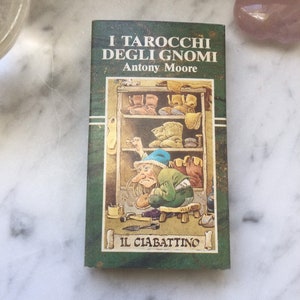 I TAROCCHI
DEGLI GNOMI
Antony Moore
IL CIABATTINO